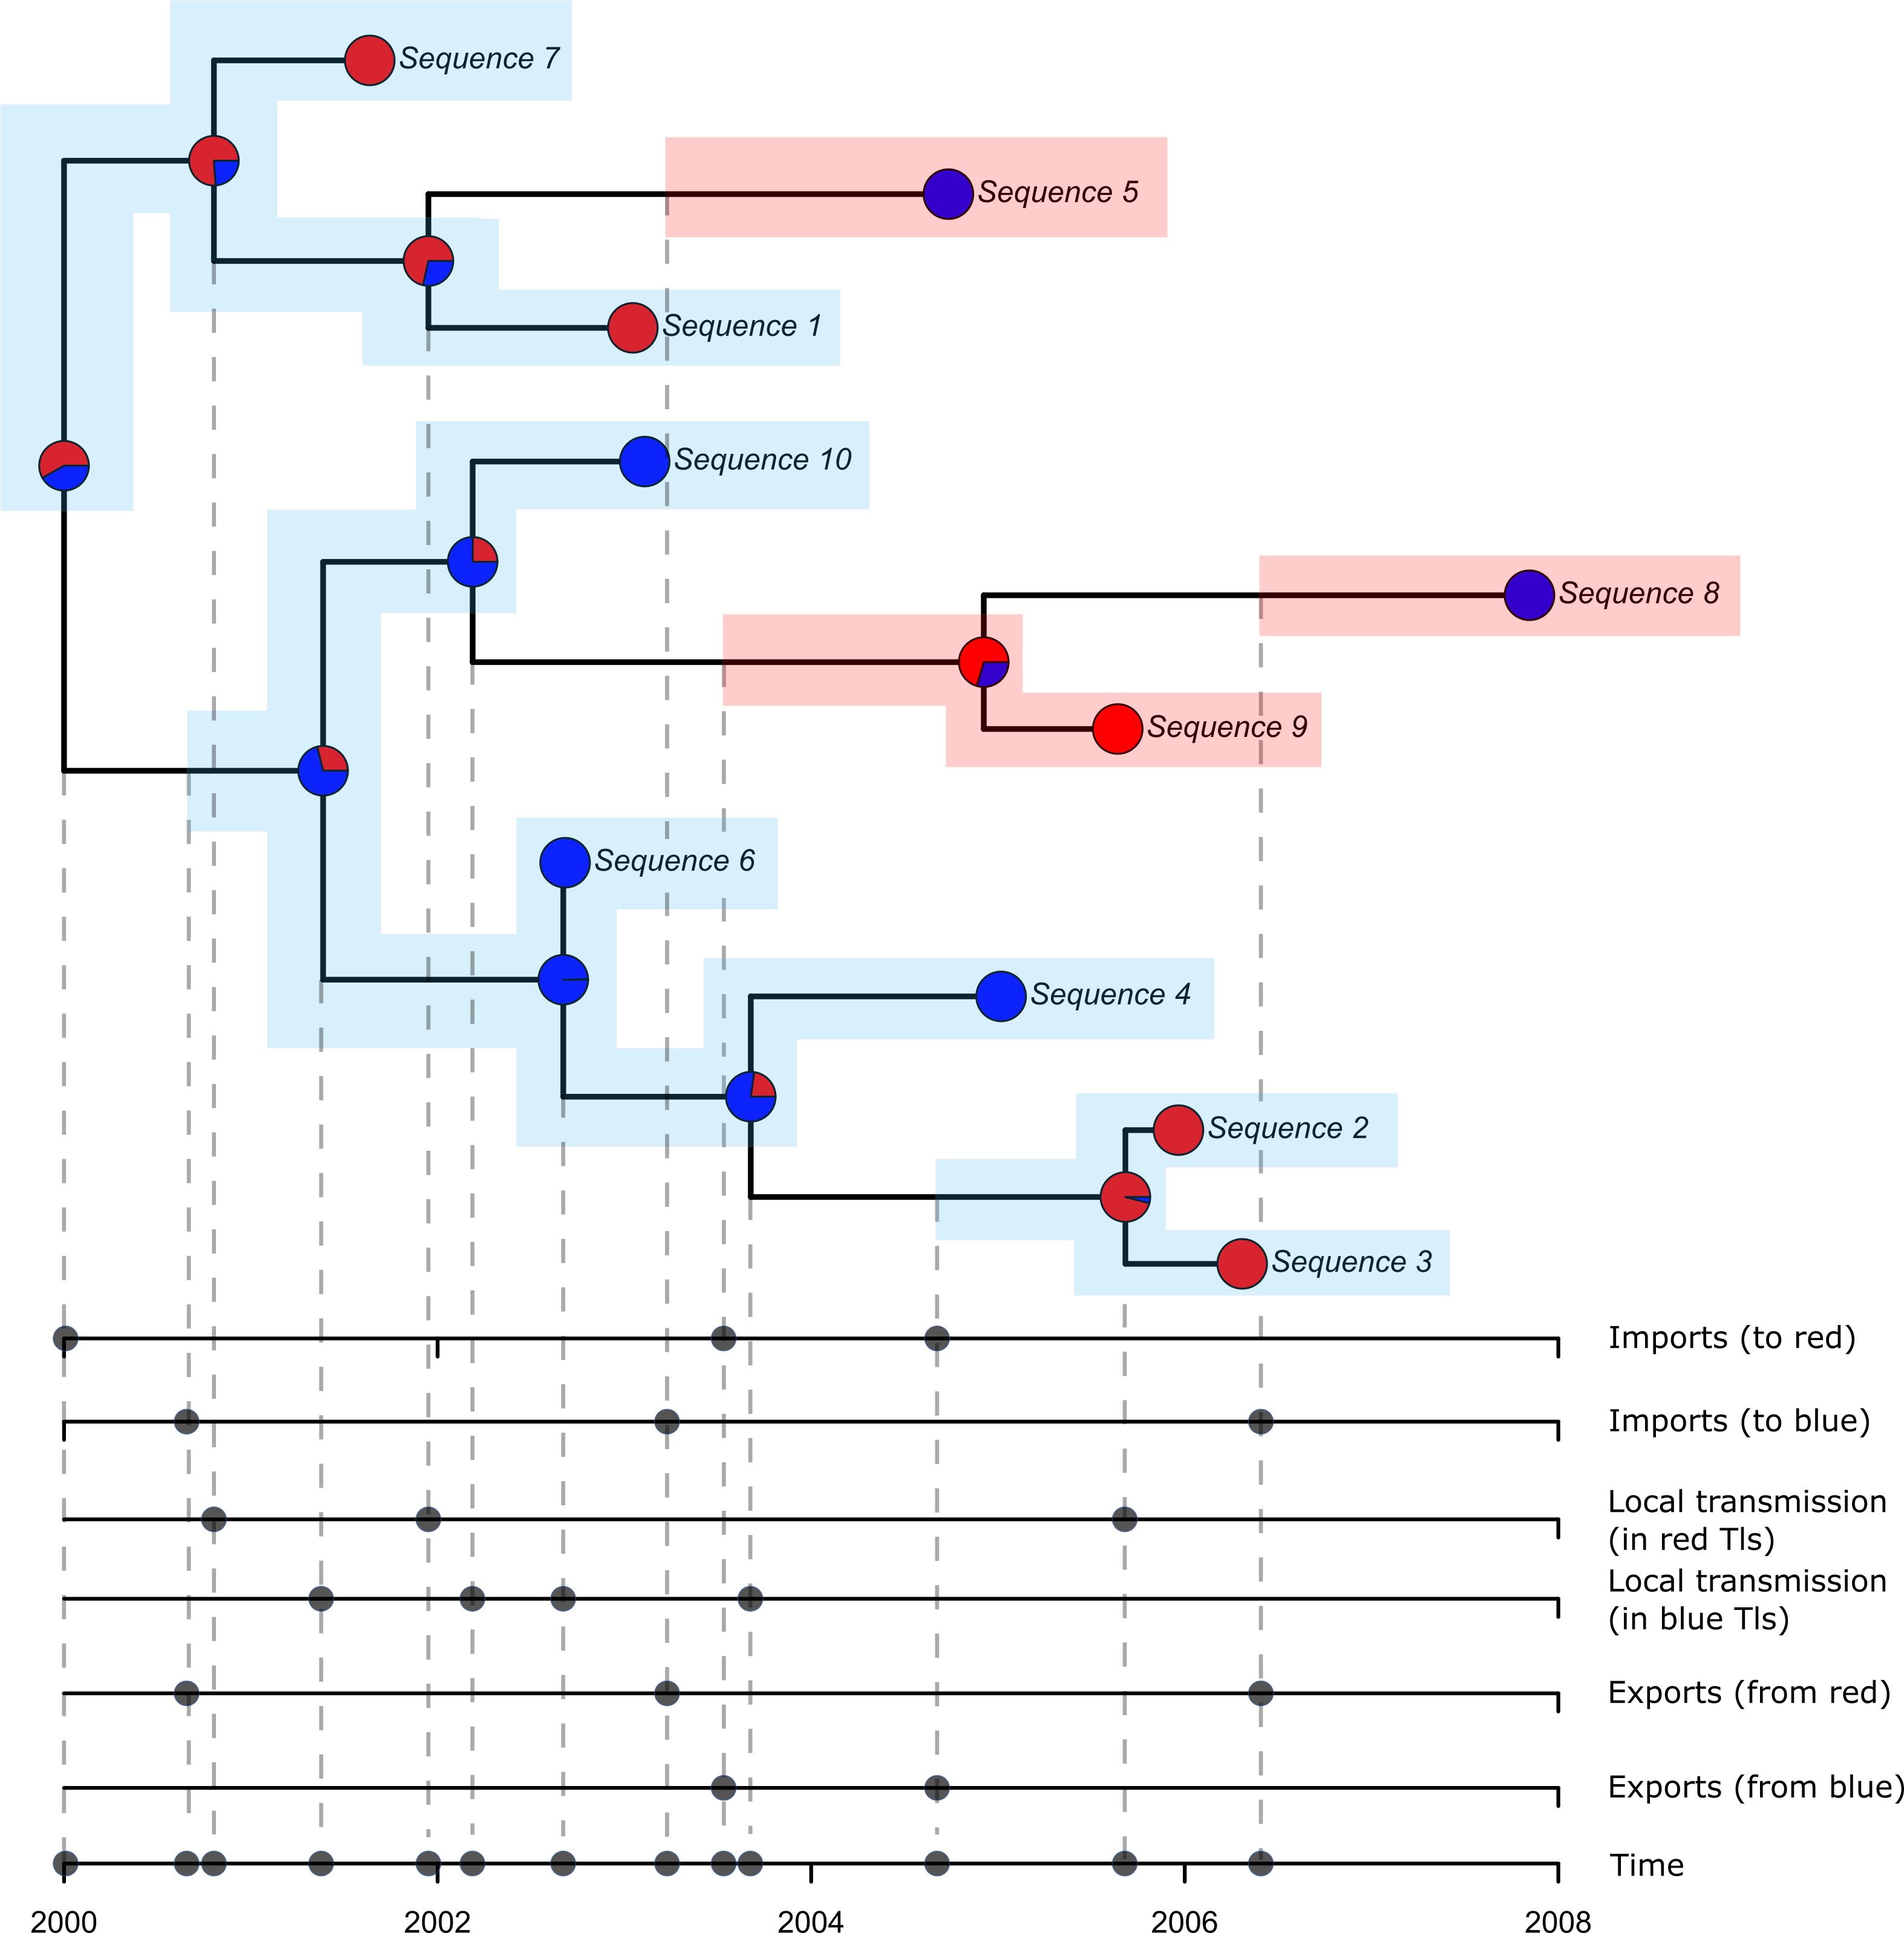 Sequence 7
Sequence 5
Sequence 1
Sequence 10
Sequence 8
Sequence 9
Sequence 6
Sequence 4
Sequence 2
Sequence 3
Imports (to red)
Imports (to blue)
Local transmission
(in red Tls)
Local transmission
(in blue Tls)
Exports (from red)
Exports (from blue)
Time
2000 2002 2004 2006 2008